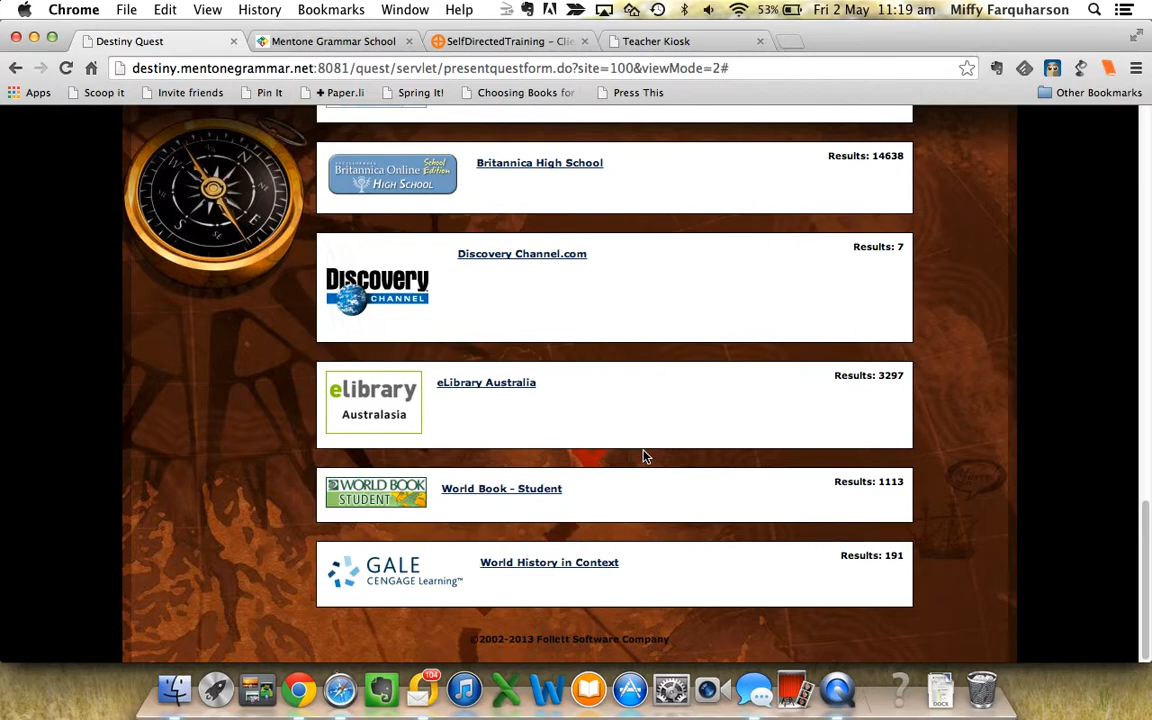 Chrome File Edit View History Bookmarks Window Help 53% Fri 2 May 11:19 am Miffy Farquharson
Destiny Quest Mentone Grammar School SelfDirectedTraining – Clie Teacher Kiosk
destiny.mentonegrammar.net:8081/quest/servlet/presentquestform.do?site=100&viewMode=2#
Apps Scoop it Invite friends Pin It + Paper.li Spring It! Choosing Books for Press This Other Bookmarks
ENCYCLOPÆDIA
Britannica Online School Edition
HIGH SCHOOL
Britannica High School
Results: 14638
Discovery
CHANNEL
Discovery Channel.com
Results: 7
elibrary
Australasia
eLibrary Australia
Results: 3297
WORLD BOOK
STUDENT
World Book - Student
Results: 1113
GALE
CENGAGE Learning™
World History in Context
Results: 191
©2002-2013 Follett Software Company
104
DOCX